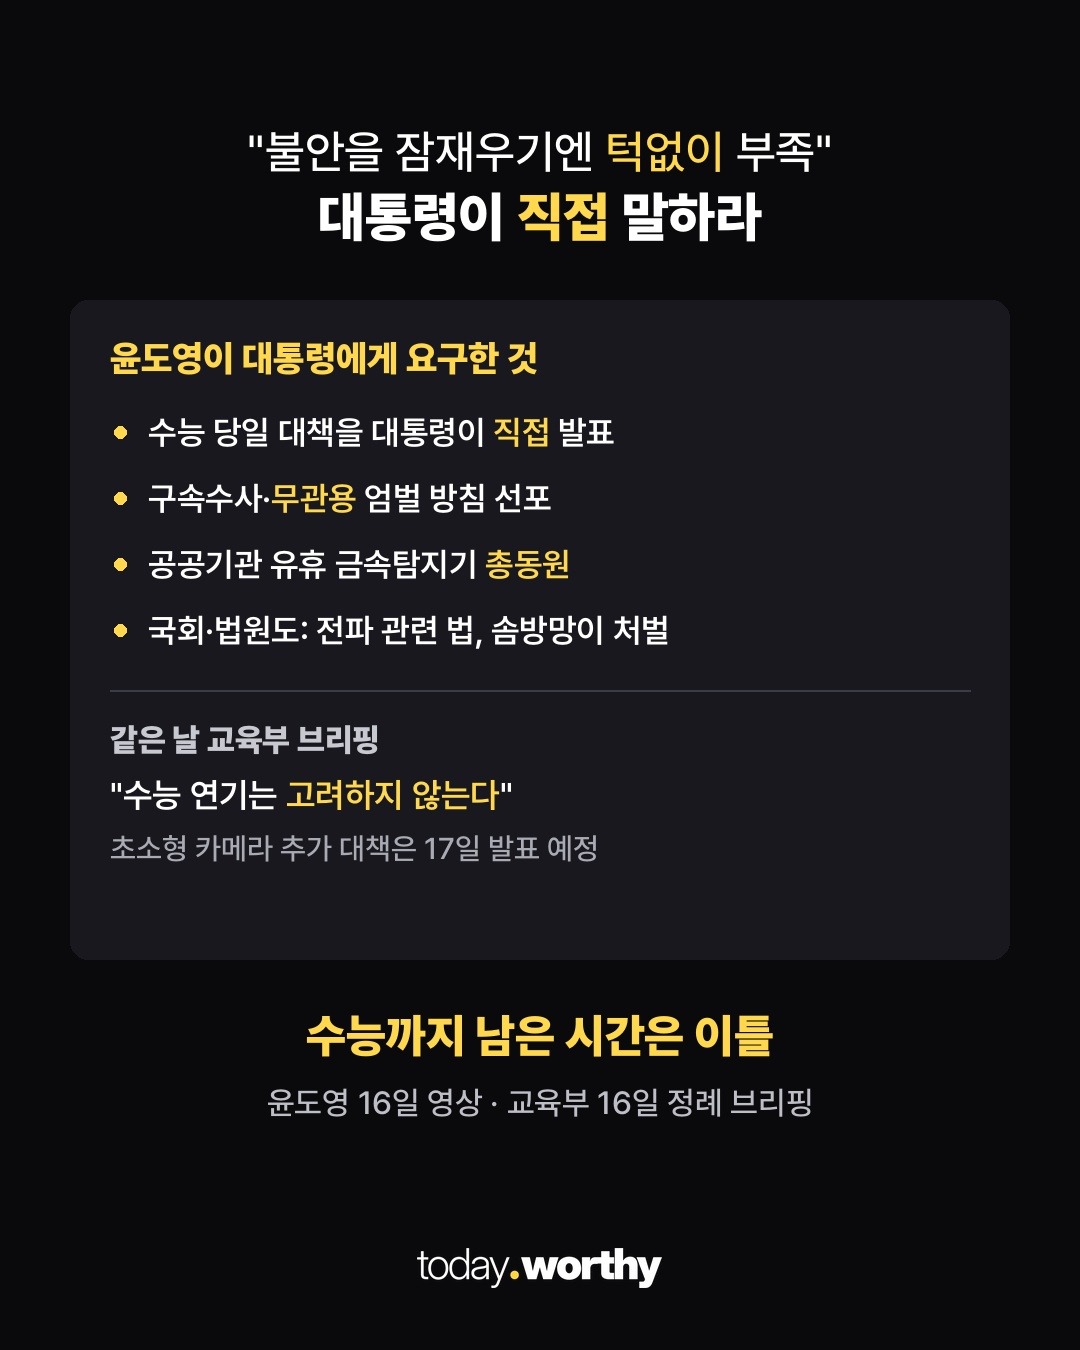 "불안을 잠재우기엔 턱없이 부족"
대통령이 직접 말하라
윤도영이 대통령에게 요구한 것
• 수능 당일 대책을 대통령이 직접 발표
• 구속수사·무관용 엄벌 방침 선포
• 공공기관 유휴 금속탐지기 총동원
• 국회·법원도: 전파 관련 법, 솜방망이 처벌
같은 날 교육부 브리핑
"수능 연기는 고려하지 않는다"
초소형 카메라 추가 대책은 17일 발표 예정
수능까지 남은 시간은 이틀
윤도영 16일 영상 · 교육부 16일 정례 브리핑
today.worthy